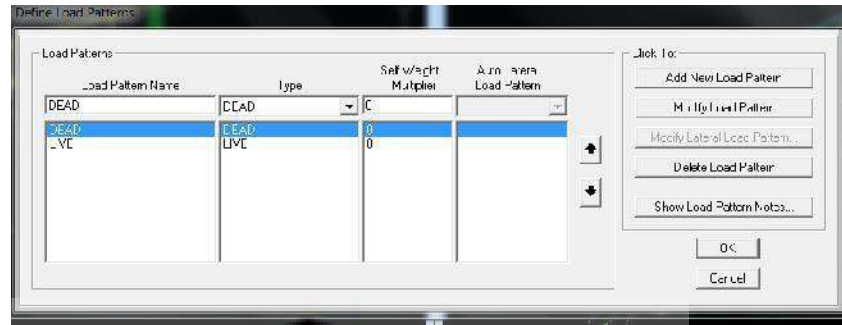 Define Load Patterns
Load Patterns
Click To:
Load Pattern Name
Type
Self Weight Multiplier
Auto Lateral Load Pattern
DEAD
DEAD
0
DEAD
DEAD
0
LIVE
LIVE
0
Add New Load Pattern
Modify Load Pattern
Modify Lateral Load Pattern...
Delete Load Pattern
Show Load Pattern Notes...
OK
Cancel